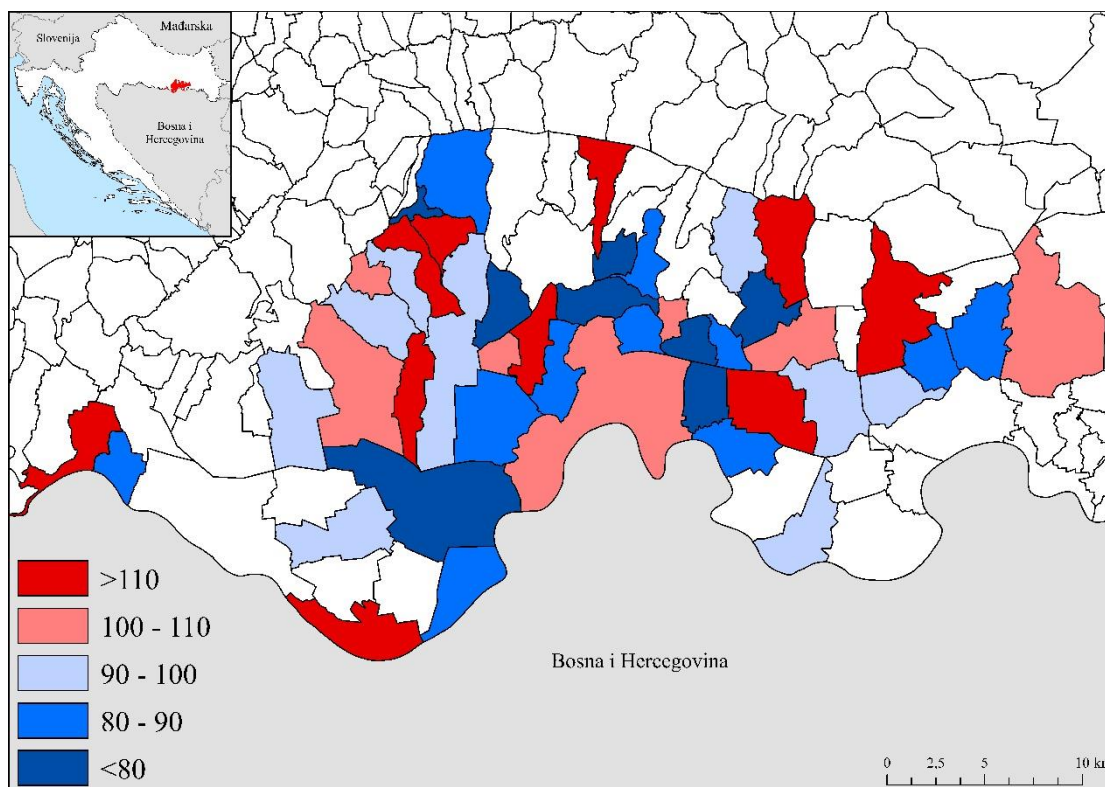 Mađarska
Slovenija
Bosna i
Hercegovina
>110
100 - 110
90 - 100
80 - 90
<80
Bosna i Hercegovina
0 2,5 5 10 km